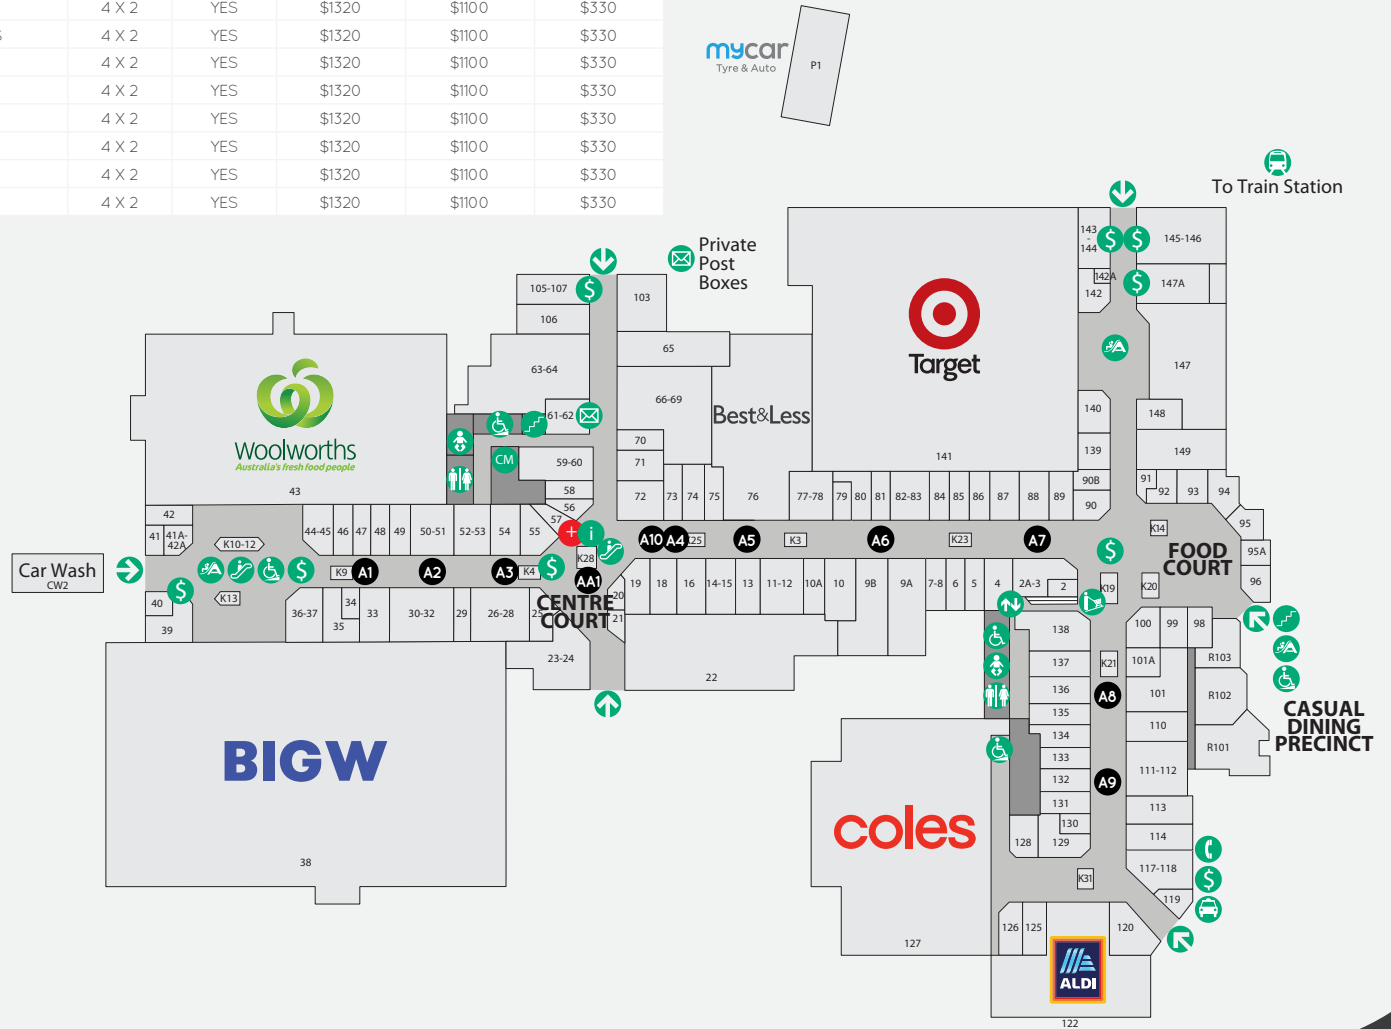 4 X 2 YES $1320 $1100 $330
S 4 X 2 YES $1320 $1100 $330
4 X 2 YES $1320 $1100 $330
4 X 2 YES $1320 $1100 $330
4 X 2 YES $1320 $1100 $330
4 X 2 YES $1320 $1100 $330
4 X 2 YES $1320 $1100 $330
4 X 2 YES $1320 $1100 $330
mycar
Tyre & Auto
P1
To Train Station
143
-
144
$ $
145-146
142A
142
$
147A
Private
Post
Boxes
105-107
$
103
106
65
63-64
66-69
61-62
Best&Less
Target
147
140
148
139
149
141
Woolworths
Australia's fresh food people
43
CM
59-60
58
56
57
70
71
72
73
74
75
76
77-78
79
80
81
82-83
84
85
86
87
88
89
90B
90
91
92
93
94
95
95A
96
42
41
41A-
42A
44-45
46
47
48
49
50-51
52-53
54
55
+
i
K10-12
K9
A1
A2
A3
K4
$
K28
AA1
A10
A4
K25
A5
K3
A6
K23
A7
$
K14
FOOD
COURT
K19
K20
Car Wash
CW2
$
$
K13
40
39
36-37
34
35
33
30-32
29
26-28
25
CENTRE
COURT
20
21
19
18
16
14-15
13
11-12
10A
10
9B
9A
7-8
6
5
4
2A-3
2
23-24
22
138
137
136
135
134
133
132
131
130
129
128
K21
A8
A9
100
99
98
101A
101
110
111-112
113
114
117-118
119
R103
R102
R101
CASUAL
DINING
PRECINCT
$
BIGW
38
coles
127
K31
126
125
120
ALDI
122